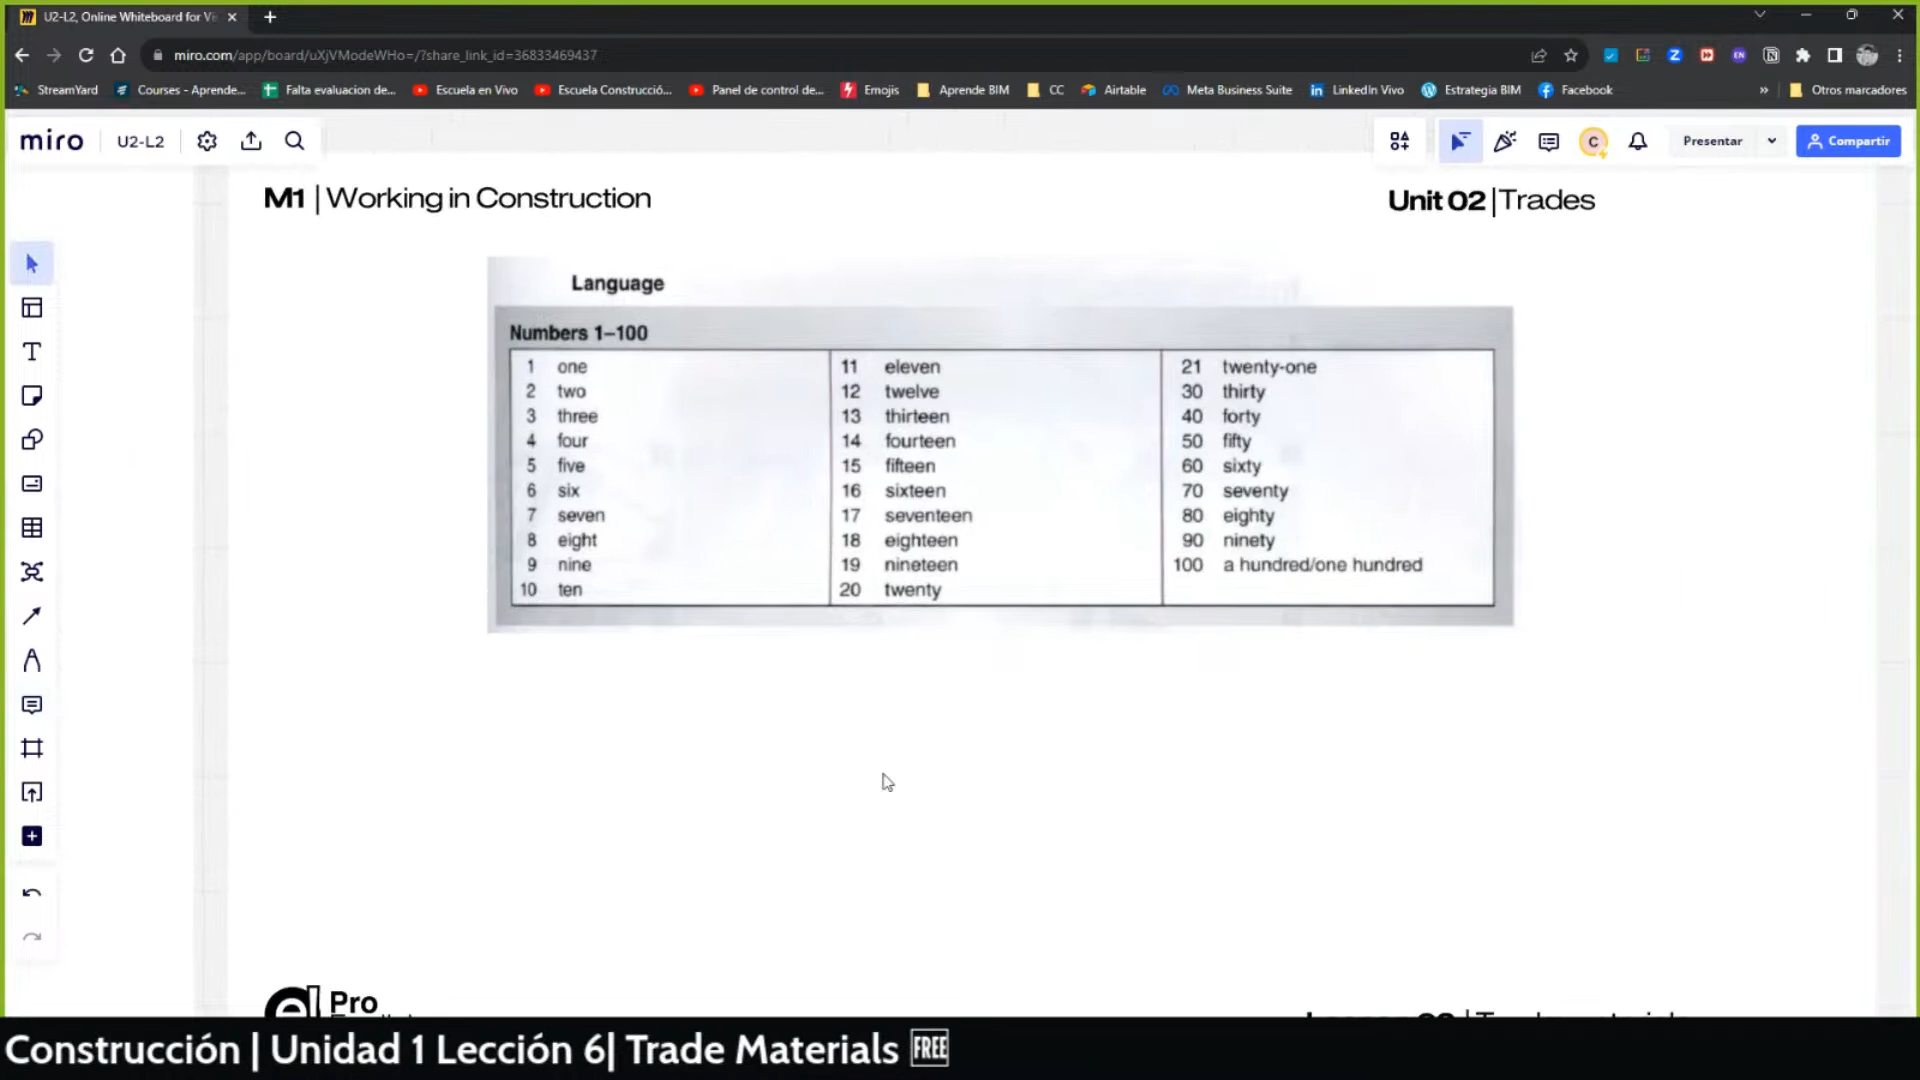 U2-L2, Online Whiteboard for Vi
miro.com/app/board/uXjVModeWHo=/?share_link_id=36833469437
StreamYard
Courses - Aprende...
Falta evaluacion de...
Escuela en Vivo
Escuela Construcció...
Panel de control de...
Emojis
Aprende BIM
CC
Airtable
Meta Business Suite
LinkedIn Vivo
Estrategia BIM
Facebook
»
Otros marcadores
miro
U2-L2
C
Presentar
Compartir
M1 | Working in Construction
Unit 02 | Trades
Language
Numbers 1–100
1 one
2 two
3 three
4 four
5 five
6 six
7 seven
8 eight
9 nine
10 ten
11 eleven
12 twelve
13 thirteen
14 fourteen
15 fifteen
16 sixteen
17 seventeen
18 eighteen
19 nineteen
20 twenty
21 twenty-one
30 thirty
40 forty
50 fifty
60 sixty
70 seventy
80 eighty
90 ninety
100 a hundred/one hundred
Pro
Construcción | Unidad 1 Lección 6| Trade Materials FREE